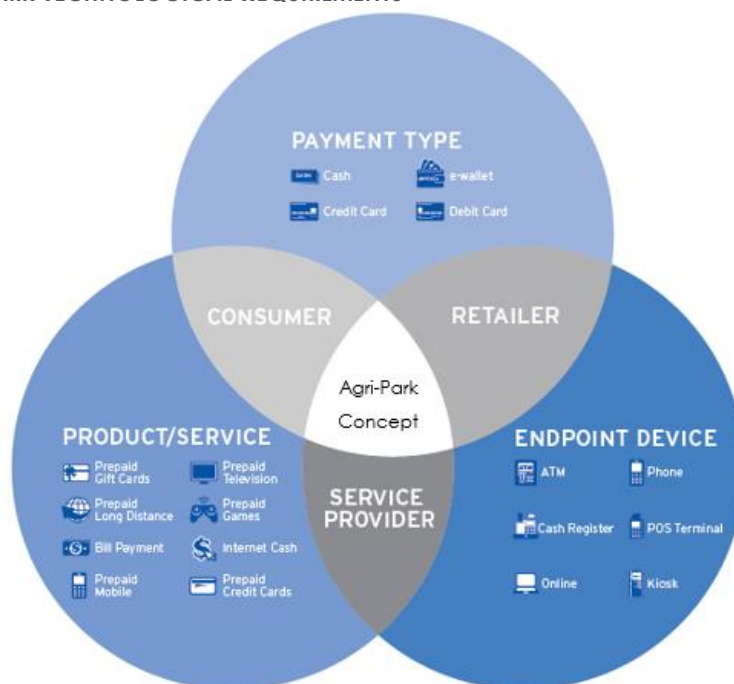 PAYMENT TYPE
Cash
e-wallet
Credit Card
Debit Card
CONSUMER
RETAILER
Agri-Park
Concept
PRODUCT/SERVICE
Prepaid
Gift Cards
Prepaid
Television
Prepaid
Long Distance
Prepaid
Games
Bill Payment
Internet Cash
Prepaid
Mobile
Prepaid
Credit Cards
SERVICE
PROVIDER
ENDPOINT DEVICE
ATM
Phone
Cash Register
POS Terminal
Online
Kiosk